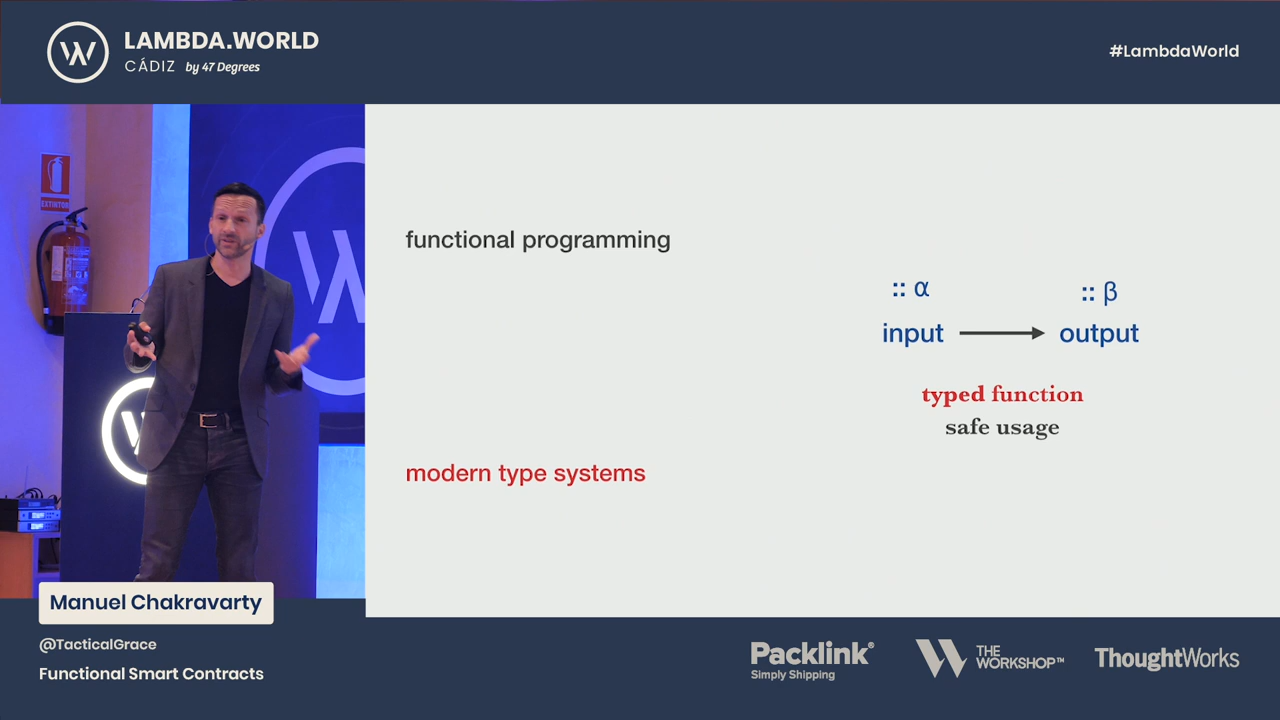 LAMBDA.WORLD
CÁDIZ by 47 Degrees
#LambdaWorld
EXTINTOR
functional programming
:: α
:: β
input
output
typed function
safe usage
modern type systems
Manuel Chakravarty
@TacticalGrace
Functional Smart Contracts
Packlink®
Simply Shipping
THE
WORKSHOP™
ThoughtWorks